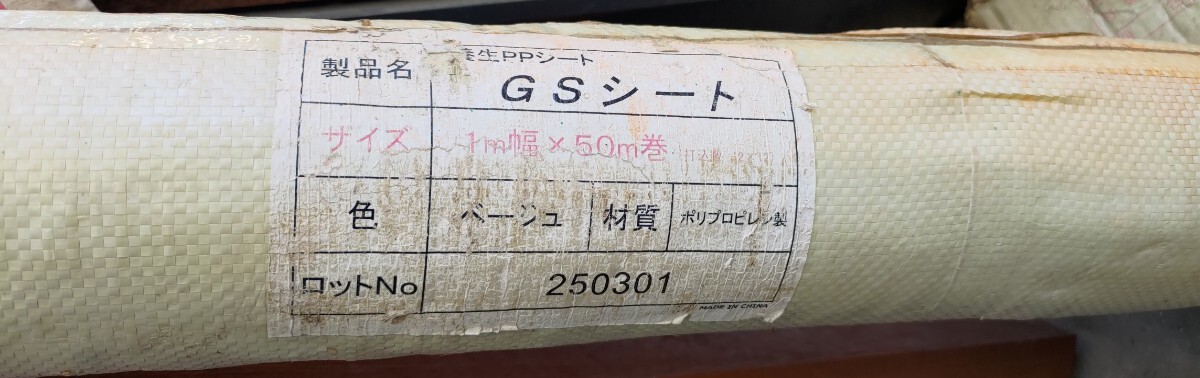 製品名
養生PPシート
GSシート
サイズ 1m幅×50m巻
色 ベージュ 材質 ポリプロピレン製
ロットNo 250301
MADE IN CHINA